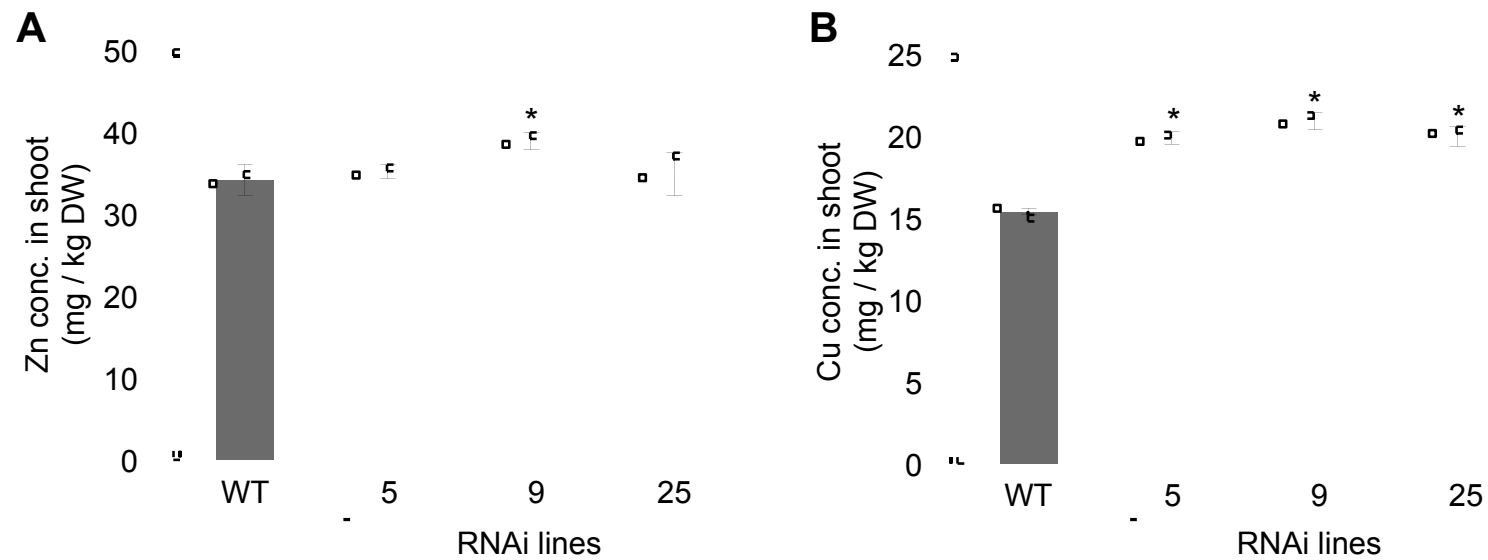 A
Zn conc. in shoot
(mg / kg DW)
50
40
30
20
10
0
*
WT 5 9 25
RNAi lines
B
Cu conc. in shoot
(mg / kg DW)
25
20
15
10
5
0
* * *
WT 5 9 25
RNAi lines